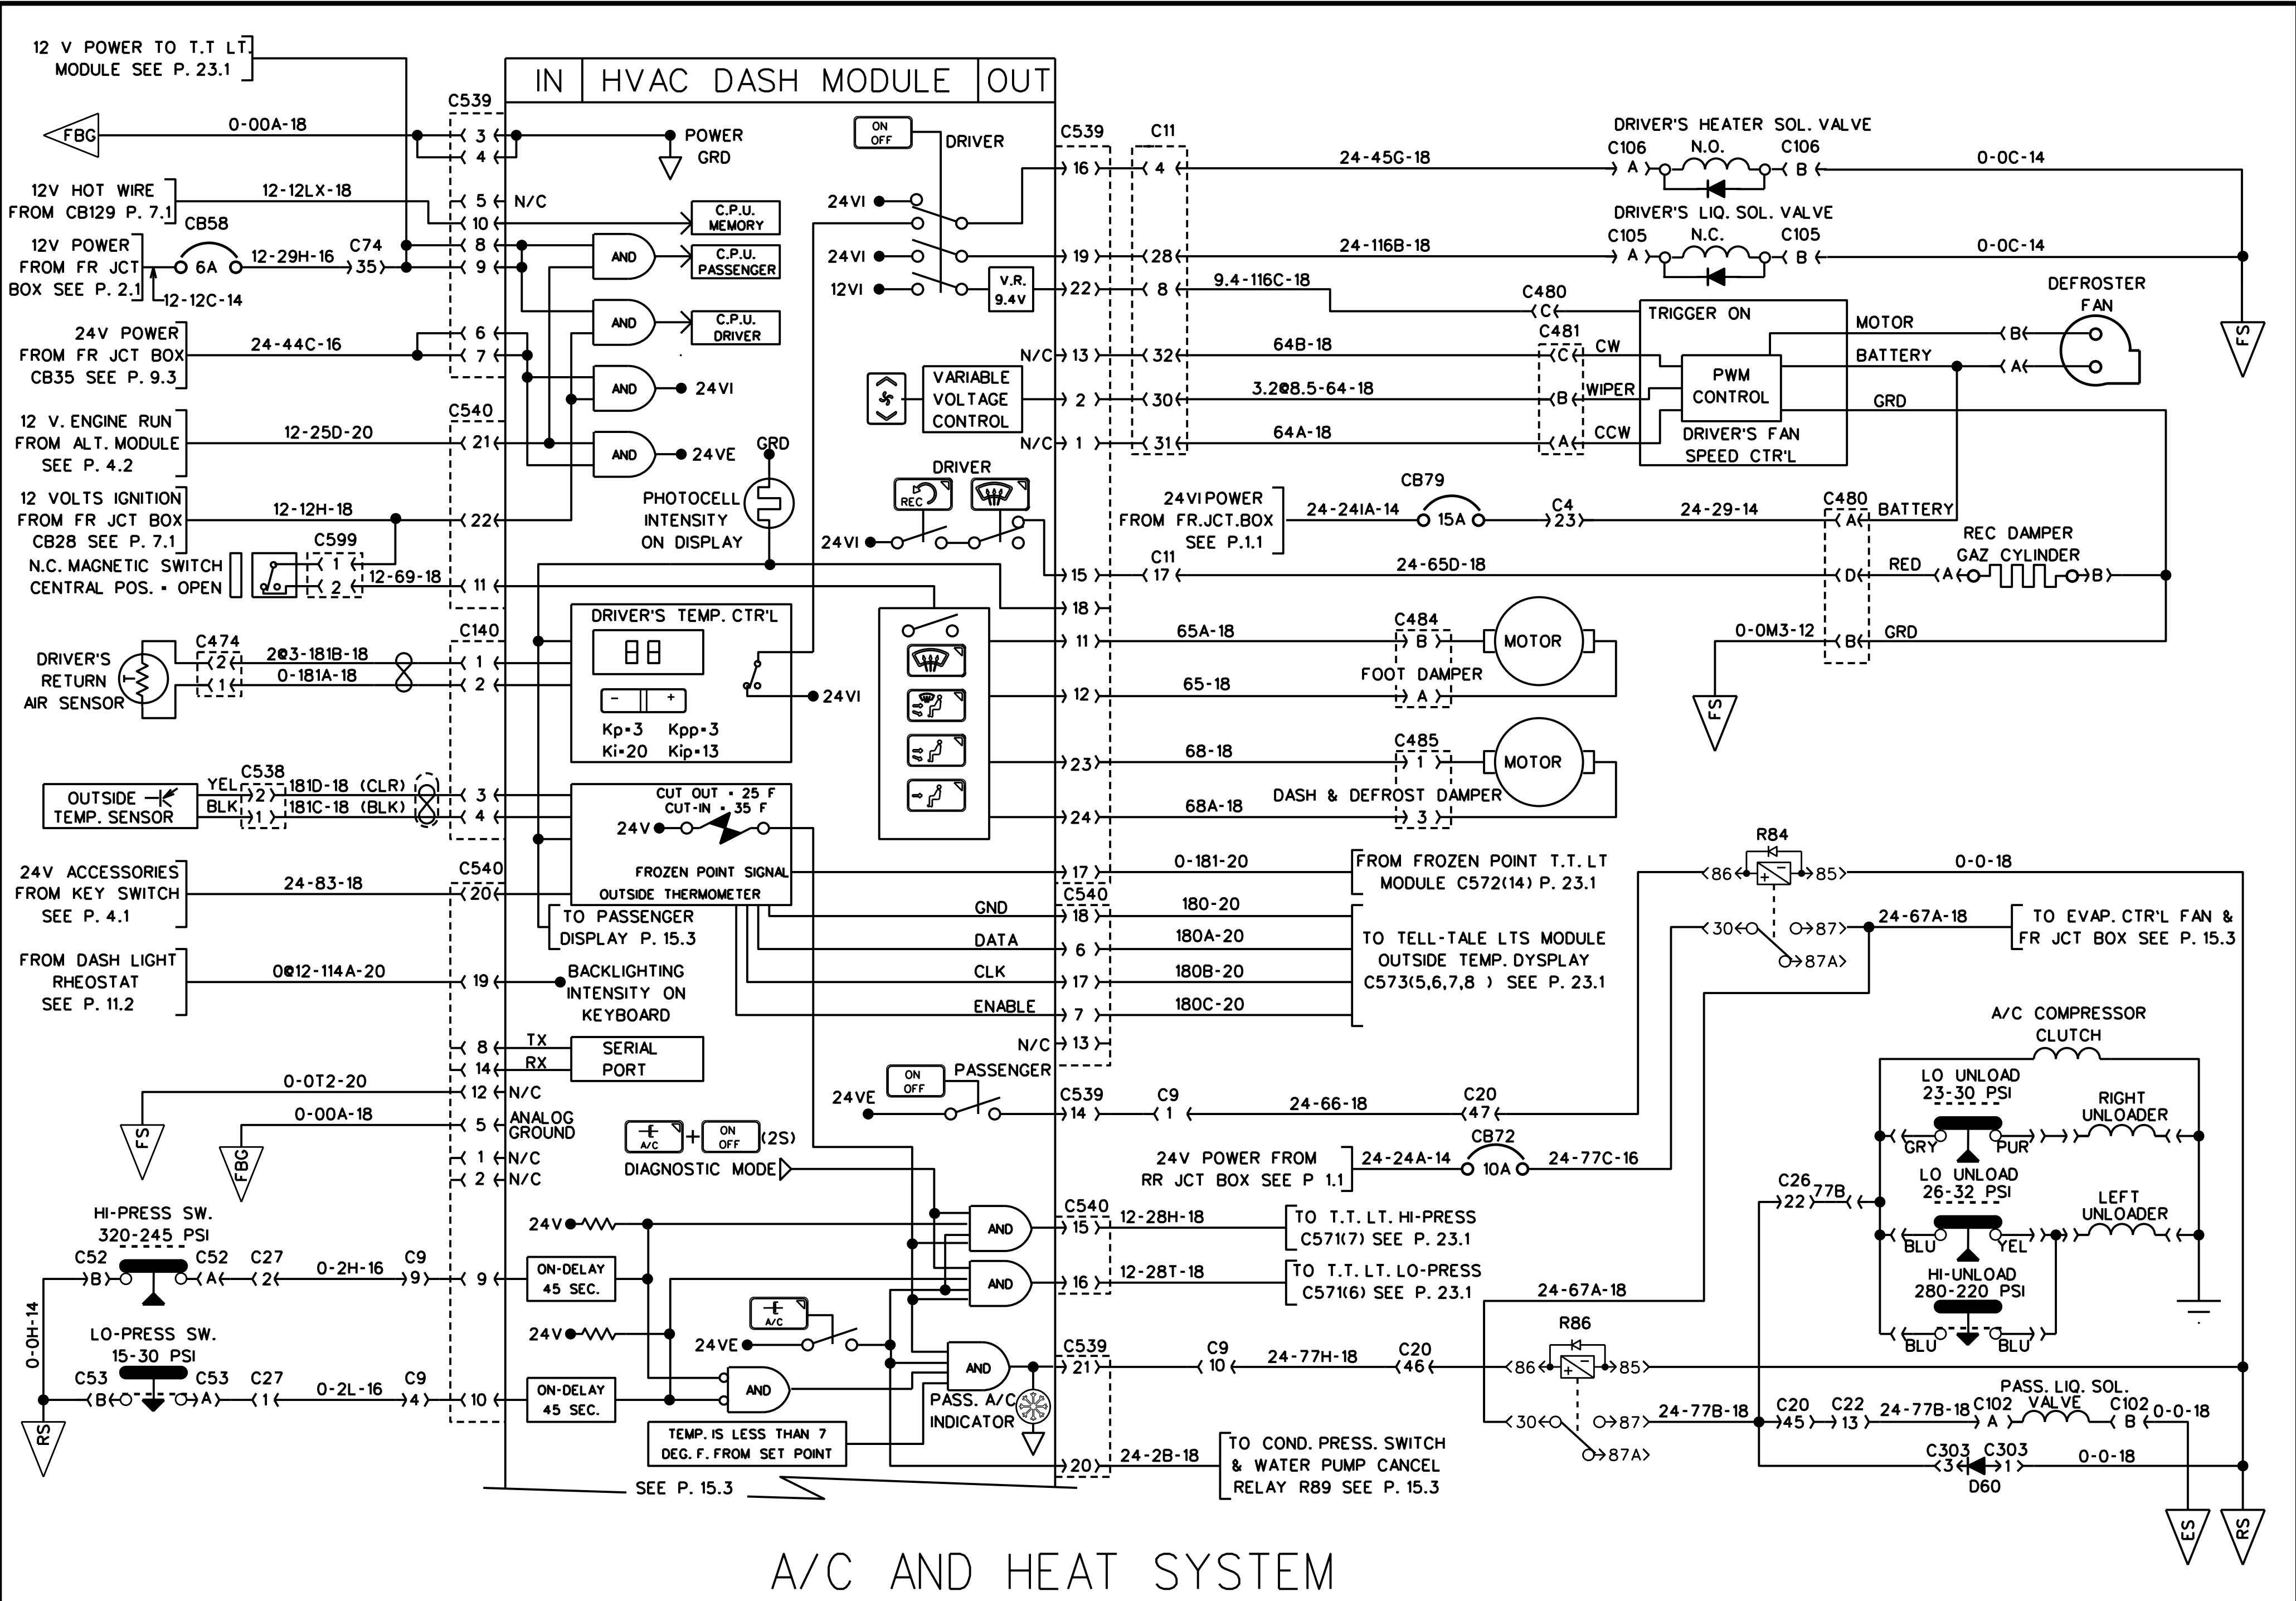 12 V POWER TO T.T LT.
MODULE SEE P. 23.1
IN
HVAC DASH MODULE
OUT
C539
FBG
0-00A-18
3
4
POWER
GRD
12V HOT WIRE
FROM CB129 P. 7.1
12-12LX-18
5
N/C
10
C.P.U.
MEMORY
12V POWER
FROM FR JCT
BOX SEE P. 2.1
CB58
6A
12-29H-16
C74
35
12-12C-14
8
9
AND
C.P.U.
PASSENGER
AND
C.P.U.
DRIVER
24V POWER
FROM FR JCT BOX
CB35 SEE P. 9.3
24-44C-16
6
7
AND
24VI
12 V. ENGINE RUN
FROM ALT. MODULE
SEE P. 4.2
12-25D-20
C540
21
AND
24VE
GRD
12 VOLTS IGNITION
FROM FR JCT BOX
CB28 SEE P. 7.1
12-12H-18
22
PHOTOCELL
INTENSITY
ON DISPLAY
N.C. MAGNETIC SWITCH
CENTRAL POS. = OPEN
C599
1
2
12-69-18
11
DRIVER'S
RETURN
AIR SENSOR
T
C474
2
1
2@3-181B-18
0-181A-18
C140
1
2
DRIVER'S TEMP. CTR'L
88
-
+
Kp=3 Kpp=3
Ki=20 Kip=13
24VI
OUTSIDE
TEMP. SENSOR
YEL
BLK
C538
2
1
181D-18 (CLR)
181C-18 (BLK)
3
4
CUT OUT = 25 F
CUT-IN = 35 F
24V
FROZEN POINT SIGNAL
OUTSIDE THERMOMETER
24V ACCESSORIES
FROM KEY SWITCH
SEE P. 4.1
24-83-18
C540
20
TO PASSENGER
DISPLAY P. 15.3
FROM DASH LIGHT
RHEOSTAT
SEE P. 11.2
0@12-114A-20
19
BACKLIGHTING
INTENSITY ON
KEYBOARD
8
TX
14
RX
SERIAL
PORT
0-0T2-20
12
N/C
FS
0-00A-18
5
ANALOG
GROUND
FBG
1
N/C
2
N/C
A/C
+
ON
OFF
(2S)
DIAGNOSTIC MODE
HI-PRESS SW.
320-245 PSI
C52
B
C52
A
C27
2
0-2H-16
C9
9
9
24V
ON-DELAY
45 SEC.
0-0H-14
LO-PRESS SW.
15-30 PSI
C53
B
C53
A
C27
1
0-2L-16
C9
4
10
RS
24V
ON-DELAY
45 SEC.
A/C
24VE
AND
AND
AND
AND
PASS. A/C
INDICATOR
TEMP. IS LESS THAN 7
DEG. F. FROM SET POINT
SEE P. 15.3
ON
OFF
DRIVER
24VI
24VI
12VI
V.R.
9.4V
VARIABLE
VOLTAGE
CONTROL
DRIVER
REC
24VI
C539
C11
16
4
24-45G-18
DRIVER'S HEATER SOL. VALVE
C106
A
N.O.
C106
B
0-0C-14
19
28
24-116B-18
DRIVER'S LIQ. SOL. VALVE
C105
A
N.C.
C105
B
0-0C-14
FS
22
8
9.4-116C-18
C480
C
TRIGGER ON
N/C
13
32
64B-18
C481
C
CW
2
30
3.2@8.5-64-18
B
WIPER
N/C
1
31
64A-18
A
CCW
PWM
CONTROL
DRIVER'S FAN
SPEED CTR'L
MOTOR
B
BATTERY
A
GRD
DEFROSTER
FAN
24VI POWER
FROM FR.JCT.BOX
SEE P.1.1
24-24IA-14
CB79
15A
C4
23
24-29-14
C480
A
BATTERY
REC DAMPER
GAZ CYLINDER
15
C11
17
24-65D-18
D
RED
A
B
18
0-0M3-12
B
GRD
FS
11
65A-18
C484
B
MOTOR
FOOT DAMPER
12
65-18
A
23
68-18
C485
1
MOTOR
DASH & DEFROST DAMPER
24
68A-18
3
17
0-181-20
FROM FROZEN POINT T.T. LT
MODULE C572(14) P. 23.1
C540
GND
18
180-20
DATA
6
180A-20
CLK
17
180B-20
ENABLE
7
180C-20
TO TELL-TALE LTS MODULE
OUTSIDE TEMP. DYSPLAY
C573(5,6,7,8 ) SEE P. 23.1
N/C
13
R84
86
-
+
85
0-0-18
30
87
87A
24-67A-18
TO EVAP. CTR'L FAN &
FR JCT BOX SEE P. 15.3
ON
OFF
PASSENGER
24VE
C539
14
C9
1
24-66-18
C20
47
24V POWER FROM
RR JCT BOX SEE P 1.1
24-24A-14
CB72
10A
24-77C-16
C540
15
12-28H-18
TO T.T. LT. HI-PRESS
C571(7) SEE P. 23.1
16
12-28T-18
TO T.T. LT. LO-PRESS
C571(6) SEE P. 23.1
24-67A-18
C539
21
C9
10
24-77H-18
C20
46
R86
86
-
+
85
30
87
87A
24-77B-18
20
24-2B-18
TO COND. PRESS. SWITCH
& WATER PUMP CANCEL
RELAY R89 SEE P. 15.3
A/C COMPRESSOR
CLUTCH
LO UNLOAD
23-30 PSI
GRY
PUR
RIGHT
UNLOADER
C26
22
77B
LO UNLOAD
26-32 PSI
BLU
YEL
LEFT
UNLOADER
HI-UNLOAD
280-220 PSI
BLU
BLU
C20
45
C22
13
24-77B-18
C102
A
PASS. LIQ. SOL.
VALVE
C102
B
0-0-18
C303
3
C303
1
D60
0-0-18
ES
RS
A/C AND HEAT SYSTEM